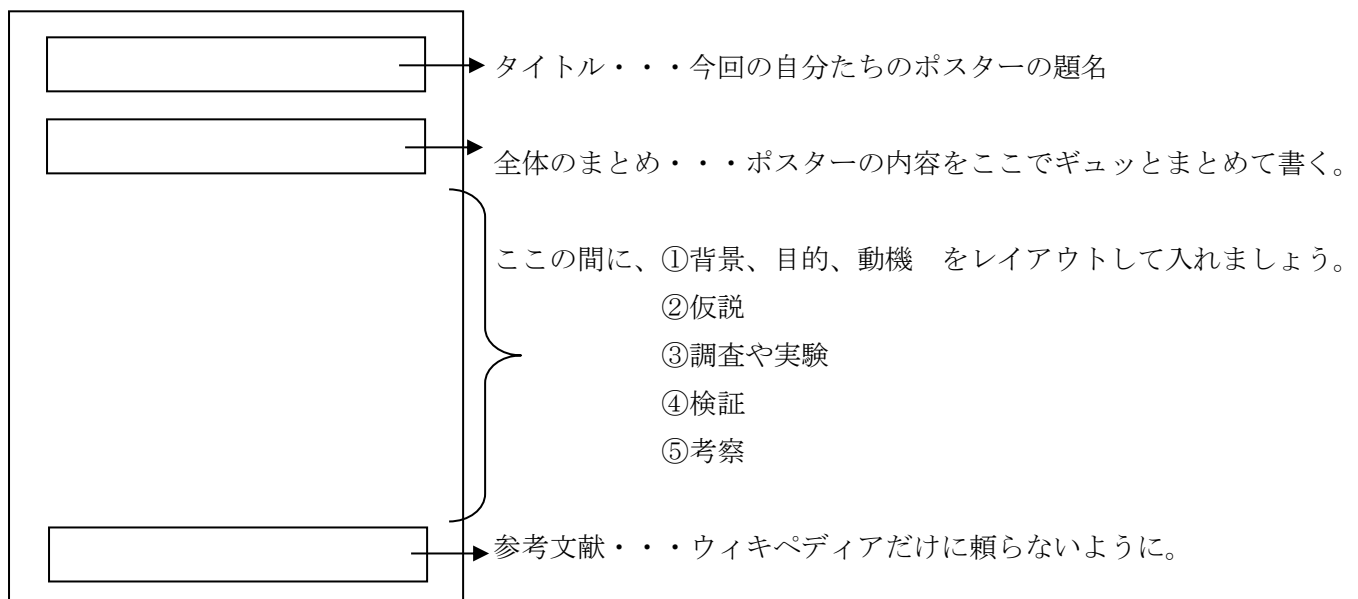 タイトル・・・今回の自分たちのポスターの題名
全体のまとめ・・・ポスターの内容をここでギュッとまとめて書く。
ここの間に、①背景、目的、動機　をレイアウトして入れましょう。
②仮説
③調査や実験
④検証
⑤考察
参考文献・・・ウィキペディアだけに頼らないように。